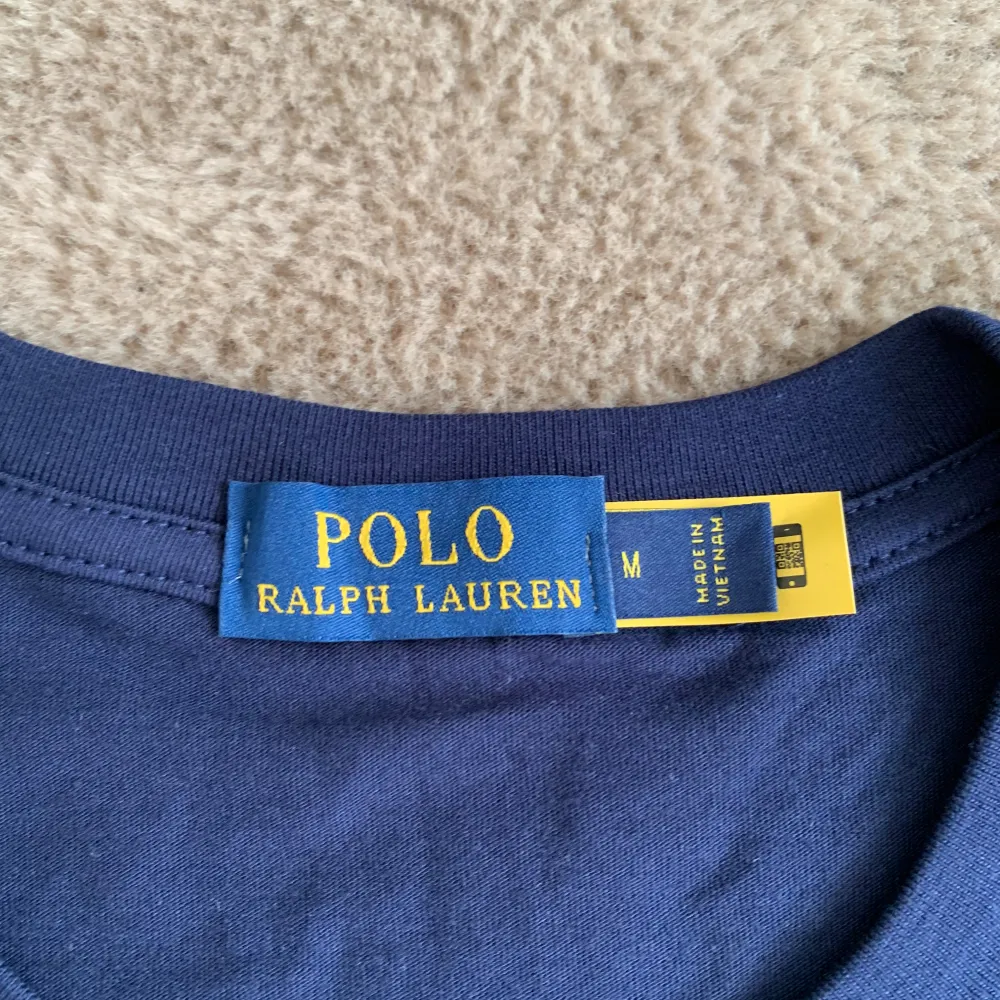 POLO
RALPH LAUREN
M
MADE IN
VIETNAM